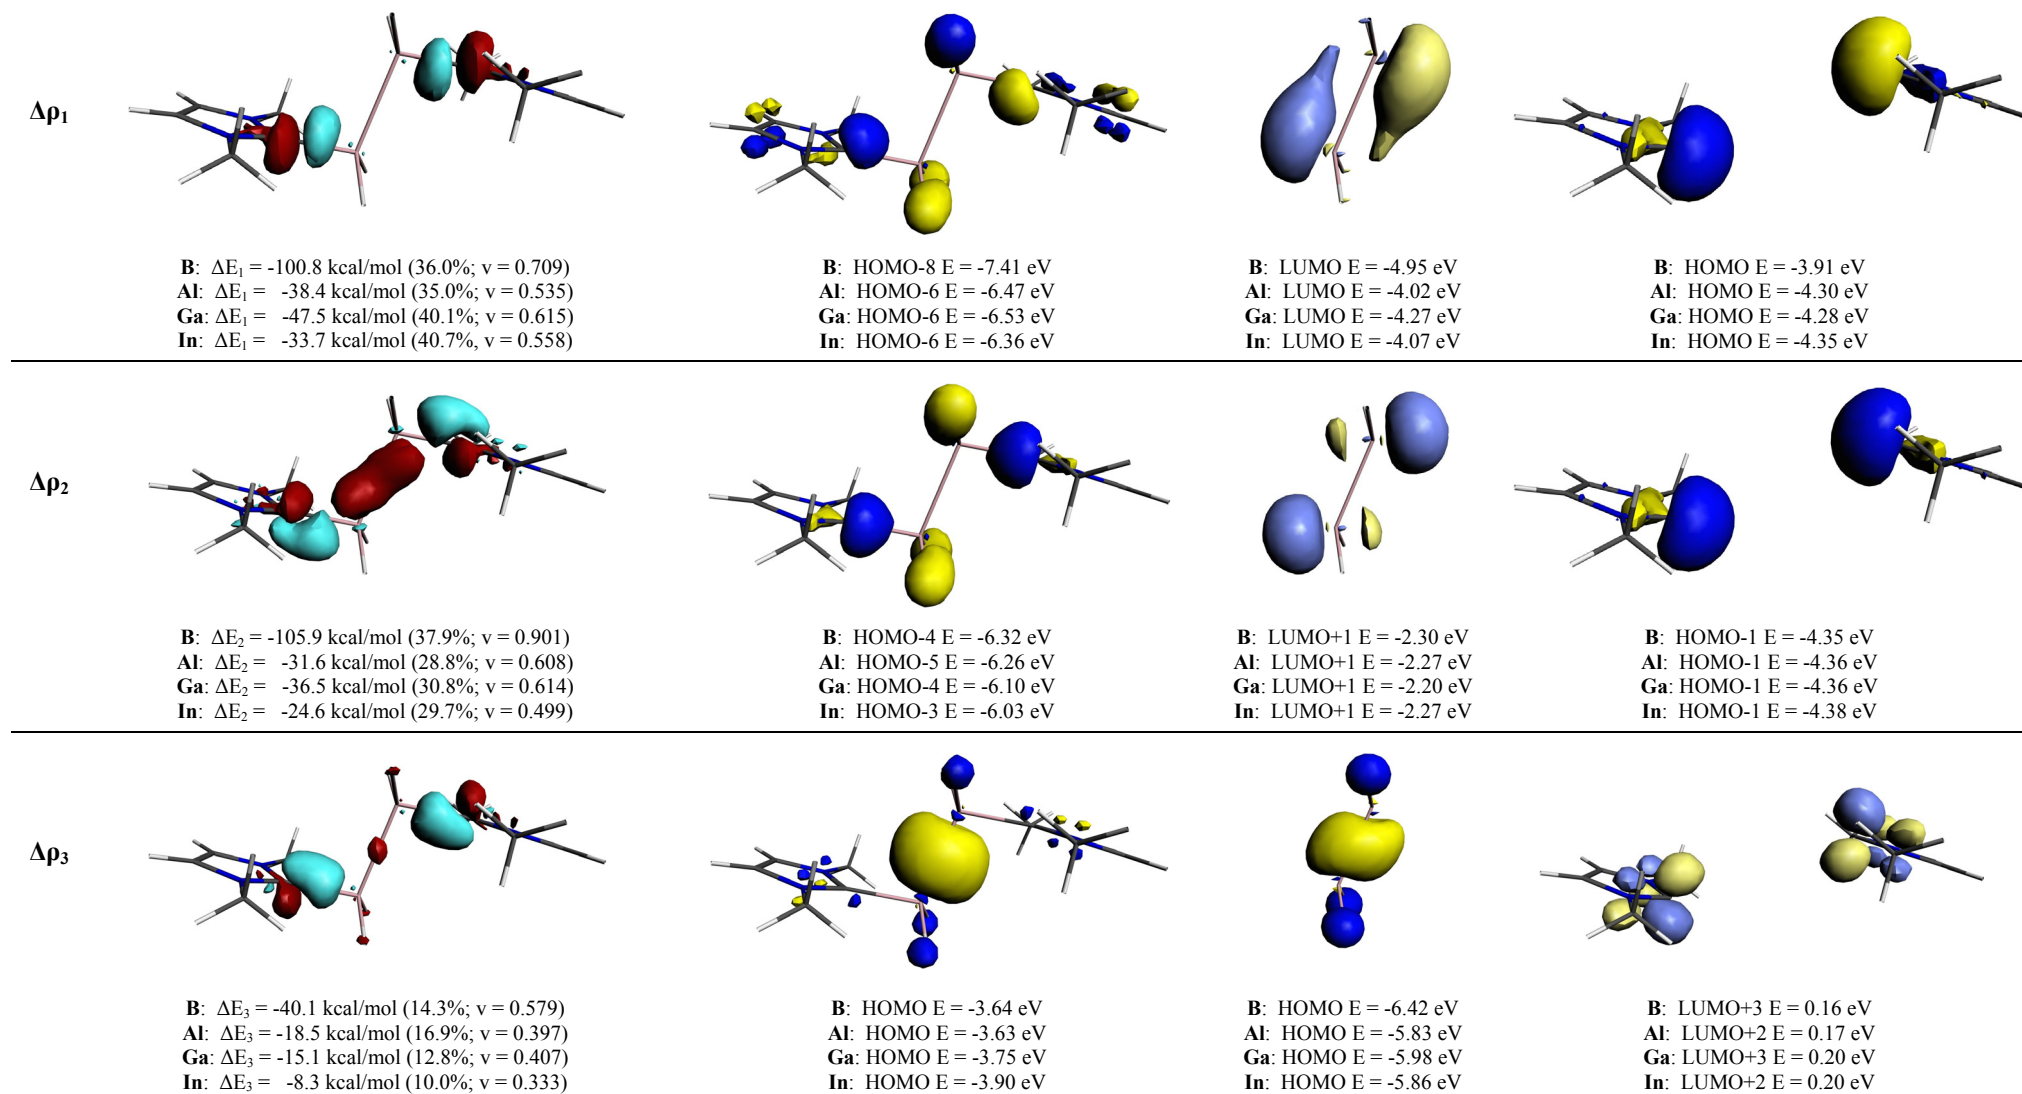 Δρ₁
B: ΔE₁ = -100.8 kcal/mol (36.0%; v = 0.709)
Al: ΔE₁ = -38.4 kcal/mol (35.0%; v = 0.535)
Ga: ΔE₁ = -47.5 kcal/mol (40.1%; v = 0.615)
In: ΔE₁ = -33.7 kcal/mol (40.7%; v = 0.558)
B: HOMO-8 E = -7.41 eV
Al: HOMO-6 E = -6.47 eV
Ga: HOMO-6 E = -6.53 eV
In: HOMO-6 E = -6.36 eV
B: LUMO E = -4.95 eV
Al: LUMO E = -4.02 eV
Ga: LUMO E = -4.27 eV
In: LUMO E = -4.07 eV
B: HOMO E = -3.91 eV
Al: HOMO E = -4.30 eV
Ga: HOMO E = -4.28 eV
In: HOMO E = -4.35 eV
Δρ₂
B: ΔE₂ = -105.9 kcal/mol (37.9%; v = 0.901)
Al: ΔE₂ = -31.6 kcal/mol (28.8%; v = 0.608)
Ga: ΔE₂ = -36.5 kcal/mol (30.8%; v = 0.614)
In: ΔE₂ = -24.6 kcal/mol (29.7%; v = 0.499)
B: HOMO-4 E = -6.32 eV
Al: HOMO-5 E = -6.26 eV
Ga: HOMO-4 E = -6.10 eV
In: HOMO-3 E = -6.03 eV
B: LUMO+1 E = -2.30 eV
Al: LUMO+1 E = -2.27 eV
Ga: LUMO+1 E = -2.20 eV
In: LUMO+1 E = -2.27 eV
B: HOMO-1 E = -4.35 eV
Al: HOMO-1 E = -4.36 eV
Ga: HOMO-1 E = -4.36 eV
In: HOMO-1 E = -4.38 eV
Δρ₃
B: ΔE₃ = -40.1 kcal/mol (14.3%; v = 0.579)
Al: ΔE₃ = -18.5 kcal/mol (16.9%; v = 0.397)
Ga: ΔE₃ = -15.1 kcal/mol (12.8%; v = 0.407)
In: ΔE₃ = -8.3 kcal/mol (10.0%; v = 0.333)
B: HOMO E = -3.64 eV
Al: HOMO E = -3.63 eV
Ga: HOMO E = -3.75 eV
In: HOMO E = -3.90 eV
B: HOMO E = -6.42 eV
Al: HOMO E = -5.83 eV
Ga: HOMO E = -5.98 eV
In: HOMO E = -5.86 eV
B: LUMO+3 E = 0.16 eV
Al: LUMO+2 E = 0.17 eV
Ga: LUMO+3 E = 0.20 eV
In: LUMO+2 E = 0.20 eV